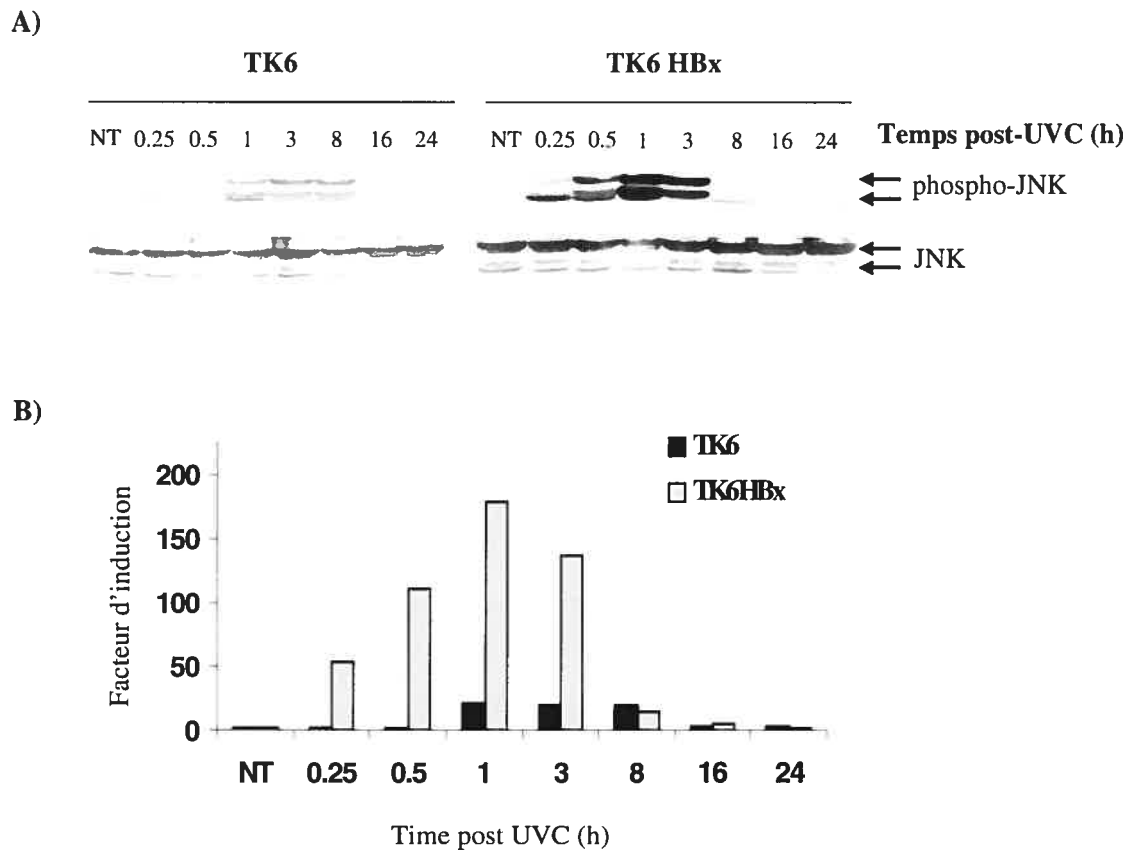 A)
TK6
TK6 HBx
NT 0.25 0.5 1 3 8 16 24
NT 0.25 0.5 1 3 8 16 24
Temps post-UVC (h)
phospho-JNK
JNK
B)
TK6
TK6HBx
Facteur d'induction
200
150
100
50
0
NT 0.25 0.5 1 3 8 16 24
Time post UVC (h)